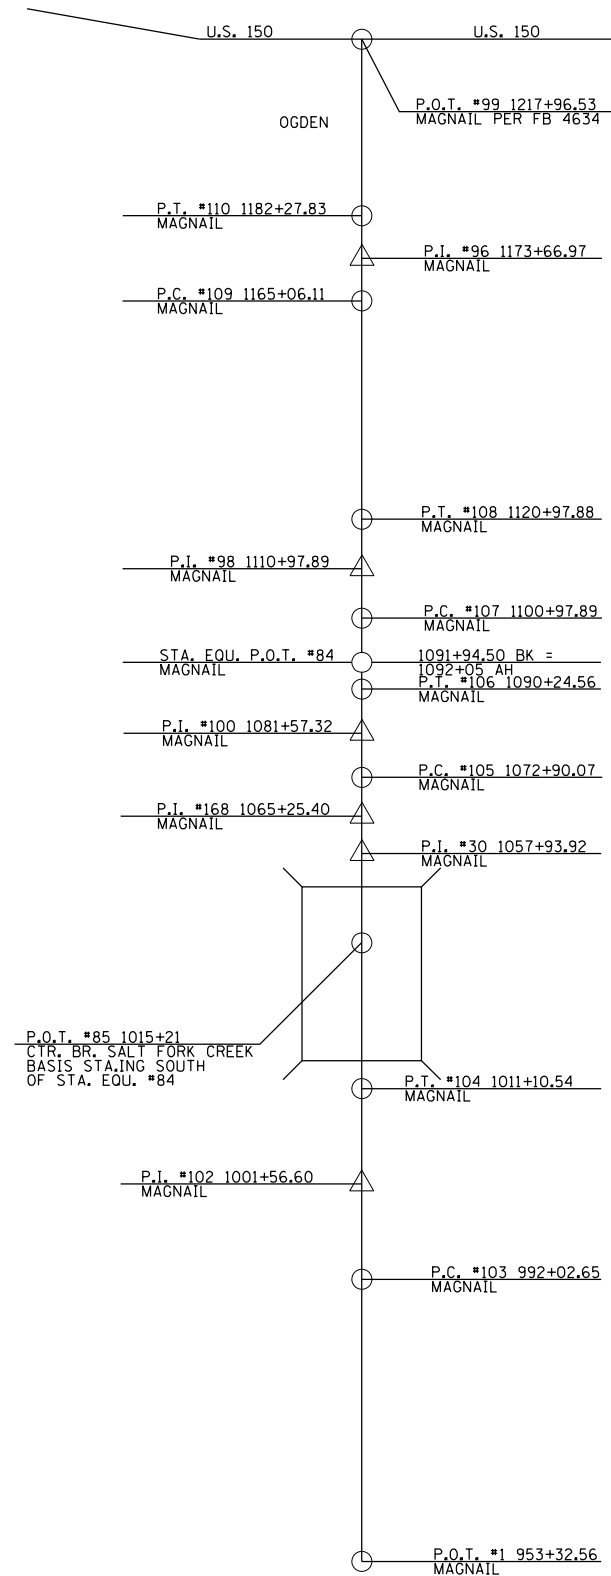 U.S. 150
U.S. 150
P.O.T. #99 1217+96.53
MAGNAIL PER FB 4634
OGDEN
P.T. #110 1182+27.83
MAGNAIL
P.I. #96 1173+66.97
MAGNAIL
P.C. #109 1165+06.11
MAGNAIL
P.T. #108 1120+97.88
MAGNAIL
P.I. #98 1110+97.89
MAGNAIL
P.C. #107 1100+97.89
MAGNAIL
STA. EQU. P.O.T. #84
MAGNAIL
1091+94.50 BK =
1092+05 AH
P.T. #106 1090+24.56
MAGNAIL
P.I. #100 1081+57.32
MAGNAIL
P.C. #105 1072+90.07
MAGNAIL
P.I. #168 1065+25.40
MAGNAIL
P.I. #30 1057+93.92
MAGNAIL
P.O.T. #85 1015+21
CTR. BR. SALT FORK CREEK
BASIS STA.ING SOUTH
OF STA. EQU. #84
P.T. #104 1011+10.54
MAGNAIL
P.I. #102 1001+56.60
MAGNAIL
P.C. #103 992+02.65
MAGNAIL
P.O.T. #1 953+32.56
MAGNAIL